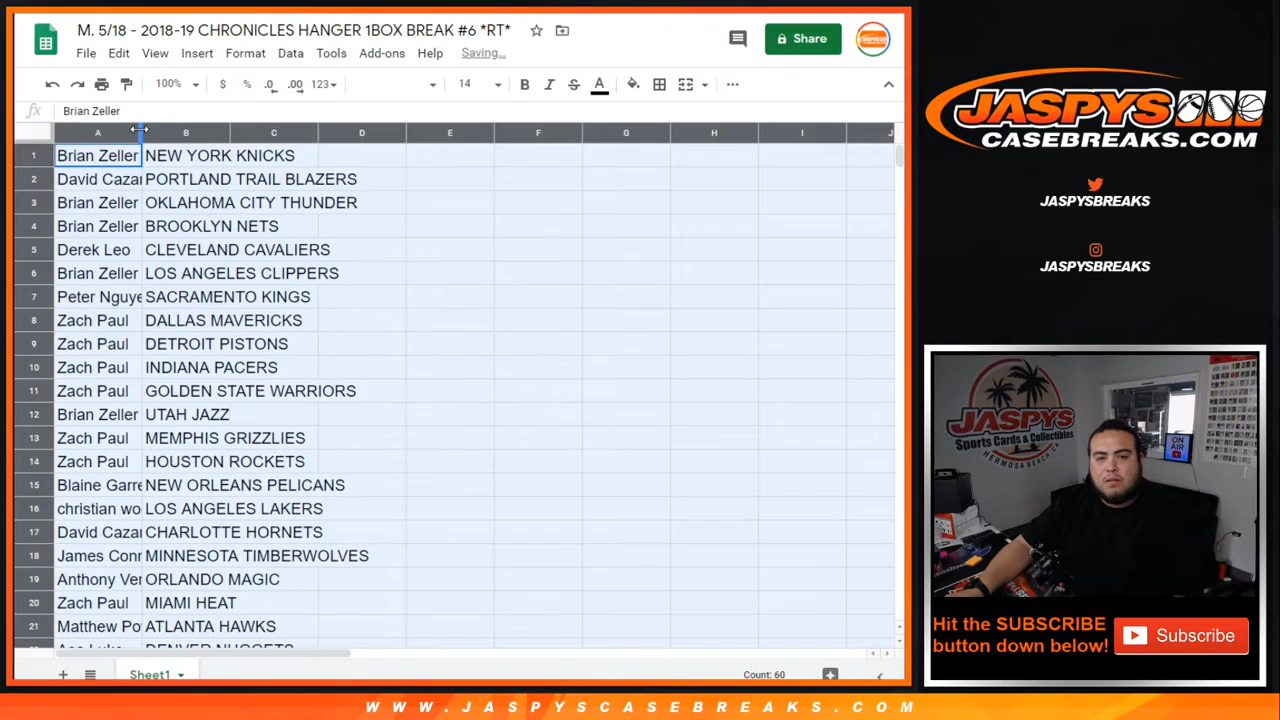 M. 5/18 - 2018-19 CHRONICLES HANGER 1BOX BREAK #6 *RT*
File Edit View Insert Format Data Tools Add-ons Help Saving...
Share
100% $ % .0 .00 123 14 B I S A
fx Brian Zeller
A B C D E F G H I J
1 Brian Zeller NEW YORK KNICKS
2 David Cazar PORTLAND TRAIL BLAZERS
3 Brian Zeller OKLAHOMA CITY THUNDER
4 Brian Zeller BROOKLYN NETS
5 Derek Leo CLEVELAND CAVALIERS
6 Brian Zeller LOS ANGELES CLIPPERS
7 Peter Nguye SACRAMENTO KINGS
8 Zach Paul DALLAS MAVERICKS
9 Zach Paul DETROIT PISTONS
10 Zach Paul INDIANA PACERS
11 Zach Paul GOLDEN STATE WARRIORS
12 Brian Zeller UTAH JAZZ
13 Zach Paul MEMPHIS GRIZZLIES
14 Zach Paul HOUSTON ROCKETS
15 Blaine Garre NEW ORLEANS PELICANS
16 christian wo LOS ANGELES LAKERS
17 David Cazar CHARLOTTE HORNETS
18 James Conr MINNESOTA TIMBERWOLVES
19 Anthony Ver ORLANDO MAGIC
20 Zach Paul MIAMI HEAT
21 Matthew Po ATLANTA HAWKS
DENVER NUGGETS
Sheet1
Count: 60
JASPYS
CASEBREAKS.COM
JASPYSBREAKS
JASPYSBREAKS
JASPYS
Sports Cards & Collectibles
HERMOSA BEACH, CA
ON AIR
Hit the SUBSCRIBE
button down below!
Subscribe
WWW.JASPYSCASEBREAKS.COM